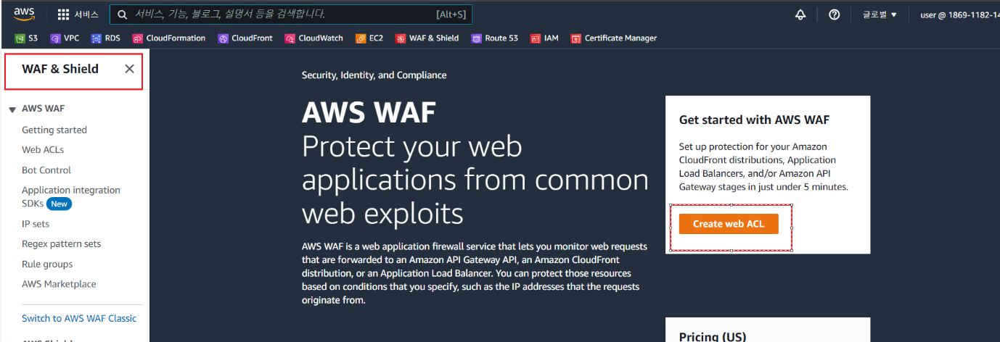 aws
서비스
서비스, 기능, 블로그, 설명서 등을 검색합니다.
[Alt+S]
글로벌 ▼
user @ 1869-1182-14
S3
VPC
RDS
CloudFormation
CloudFront
CloudWatch
EC2
WAF & Shield
Route 53
IAM
Certificate Manager
WAF & Shield
AWS WAF
Getting started
Web ACLs
Bot Control
Application integration
SDKs New
IP sets
Regex pattern sets
Rule groups
AWS Marketplace
Switch to AWS WAF Classic
Security, Identity, and Compliance
AWS WAF
Protect your web
applications from common
web exploits
AWS WAF is a web application firewall service that lets you monitor web requests
that are forwarded to an Amazon API Gateway API, an Amazon CloudFront
distribution, or an Application Load Balancer. You can protect those resources
based on conditions that you specify, such as the IP addresses that the requests
originate from.
Get started with AWS WAF
Set up protection for your Amazon
CloudFront distributions, Application
Load Balancers, and/or Amazon API
Gateway stages in just under 5 minutes.
Create web ACL
Pricing (US)